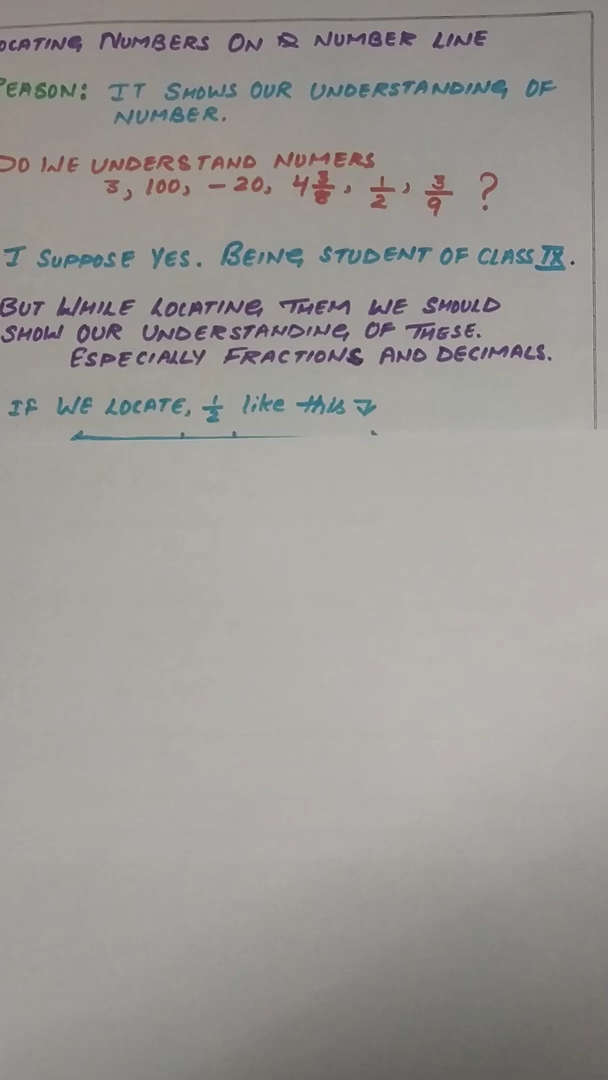 OCATING NUMBERS ON A NUMBER LINE
REASON: IT SHOWS OUR UNDERSTANDING OF
NUMBER.
DO WE UNDERSTAND NUMERS
3, 100, -20, 4 3/8, 1/2, 3/9 ?
I SUPPOSE YES. BEING STUDENT OF CLASS IX.
BUT WHILE LOCATING THEM WE SHOULD
SHOW OUR UNDERSTANDING OF THESE.
ESPECIALLY FRACTIONS AND DECIMALS.
IF WE LOCATE, 1/2 like this